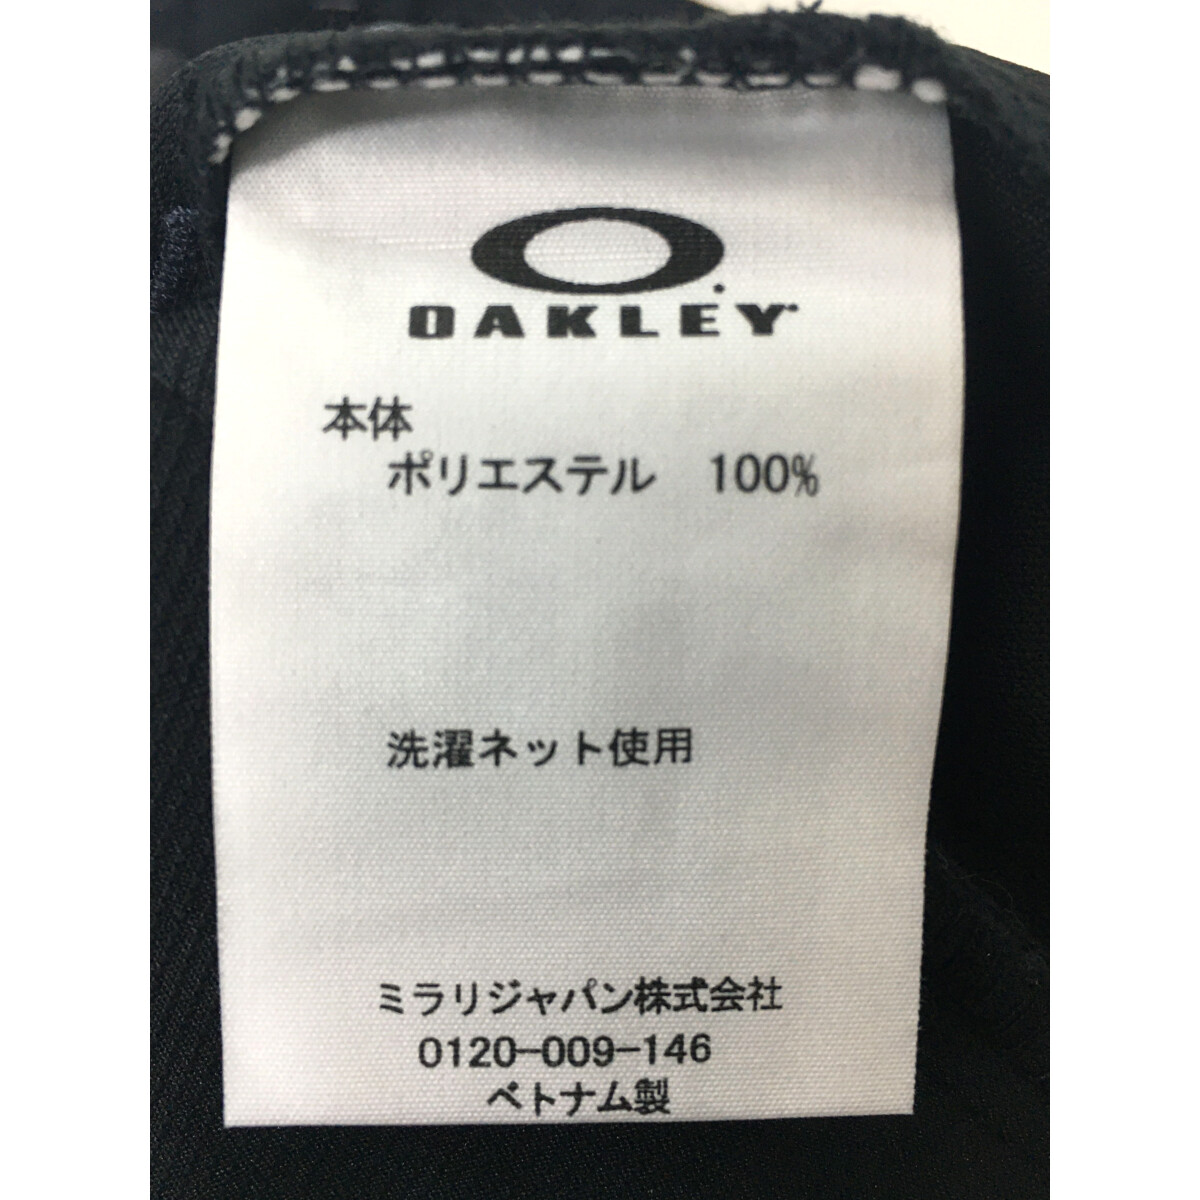 OAKLEY
本体
ポリエステル 100%
洗濯ネット使用
ミラリジャパン株式会社
0120-009-146
ベトナム製